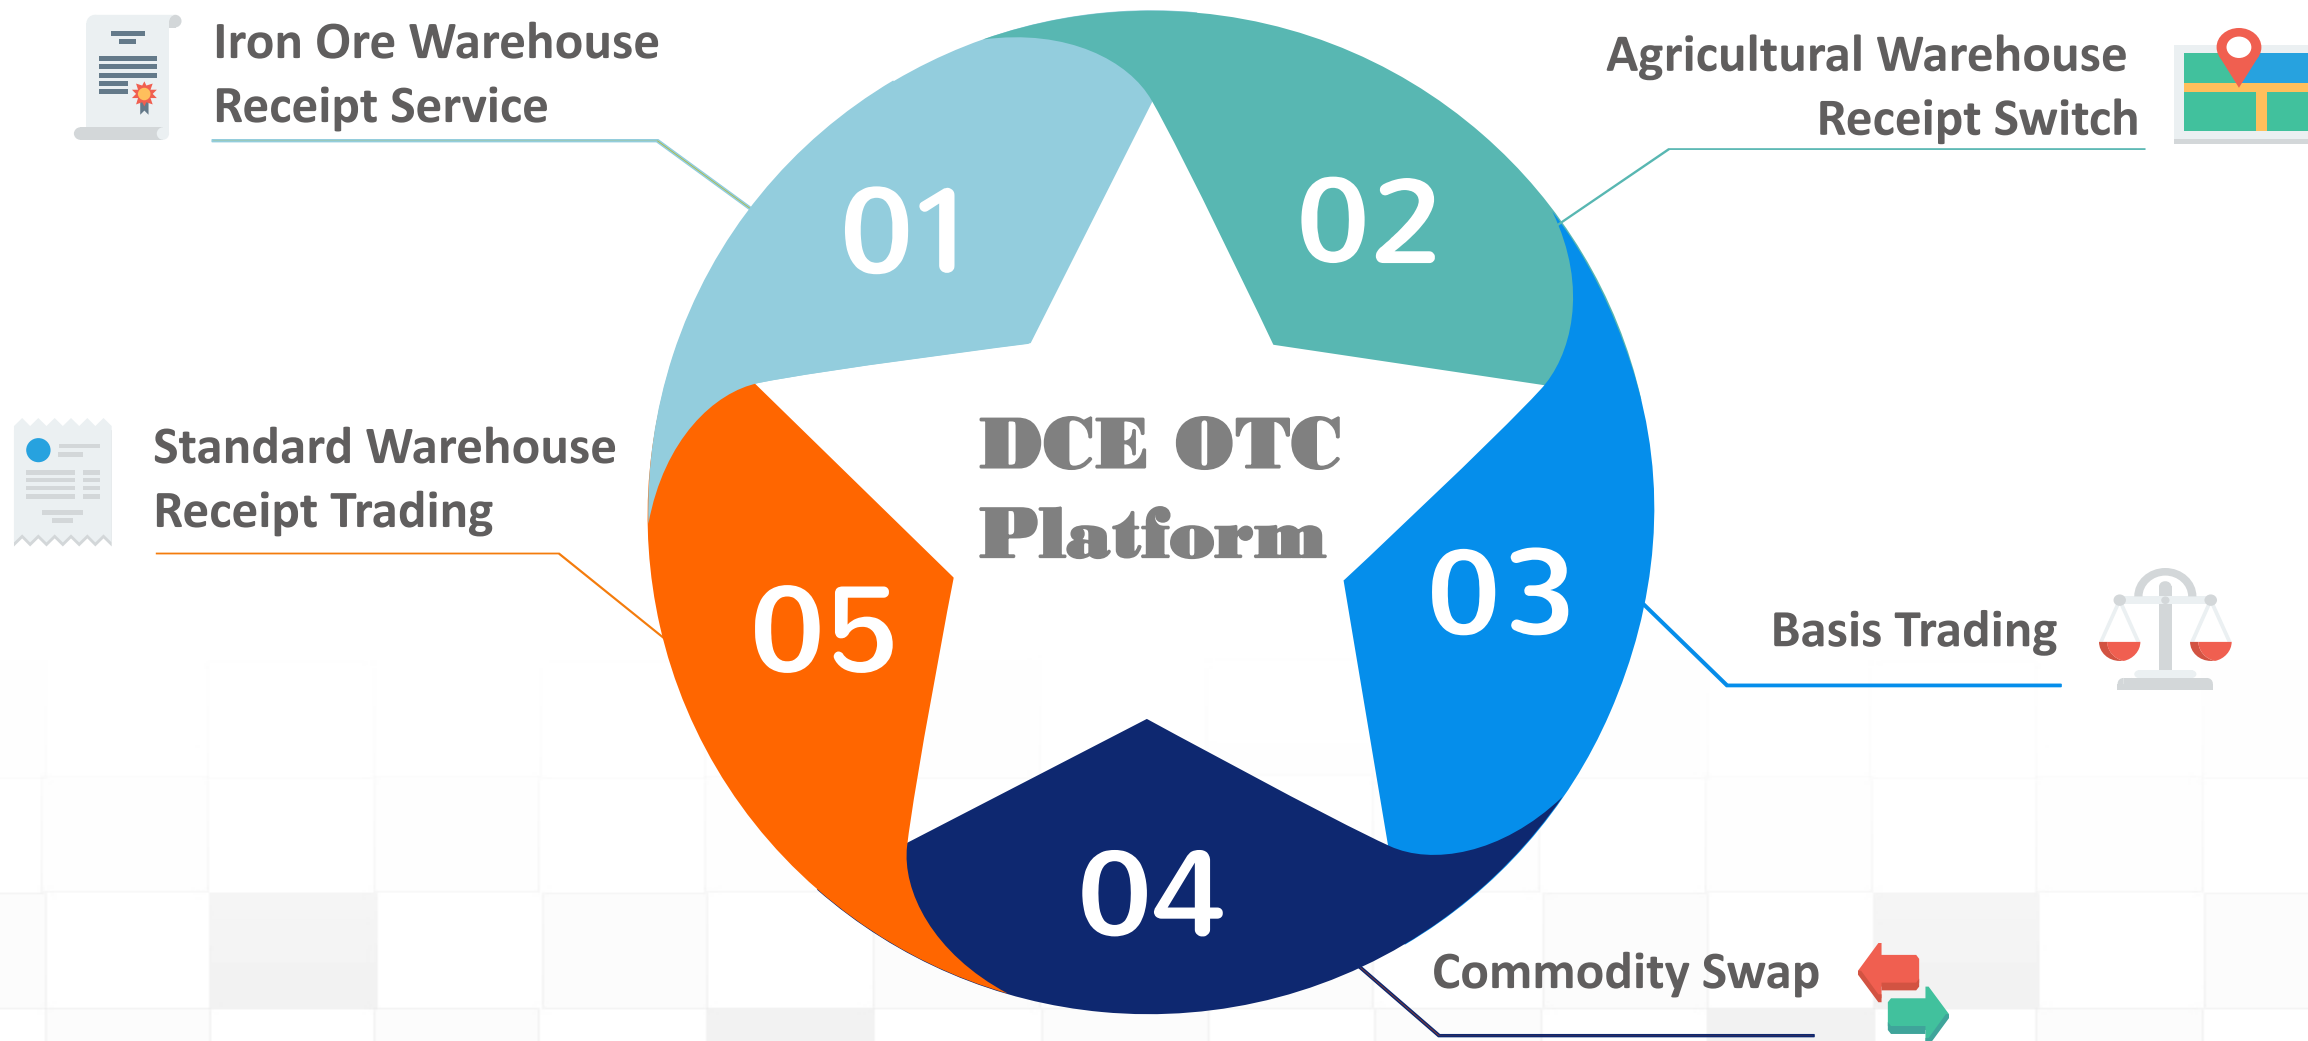 Iron Ore Warehouse
Receipt Service
01
02
Agricultural Warehouse
Receipt Switch
DCE OTC
Platform
Standard Warehouse
Receipt Trading
05
03
Basis Trading
04
Commodity Swap